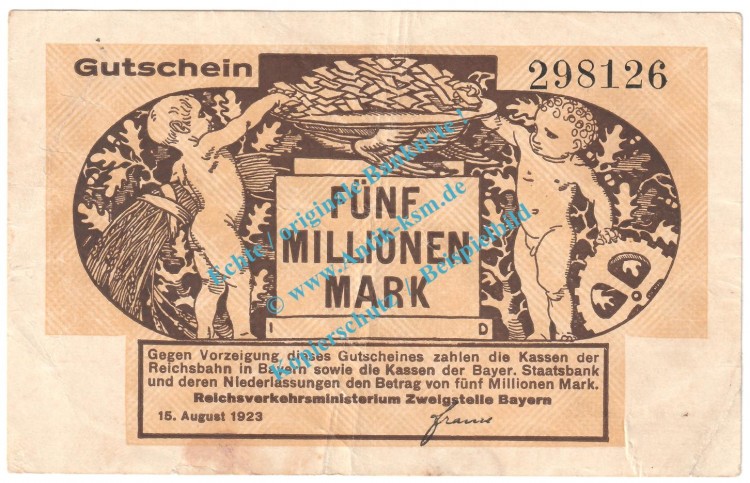 Gutschein
298126
FÜNF
MILLIONEN
MARK
I D
Gegen Vorzeigung dieses Gutscheines zahlen die Kassen der
Reichsbahn in Bayern sowie die Kassen der Bayer. Staatsbank
und deren Niederlassungen den Betrag von fünf Millionen Mark.
Reichsverkehrsministerium Zweigstelle Bayern
15. August 1923
Echte / originale Banknote /
© www.Antik-ksm.de
Kopierschutz / Beispielbild